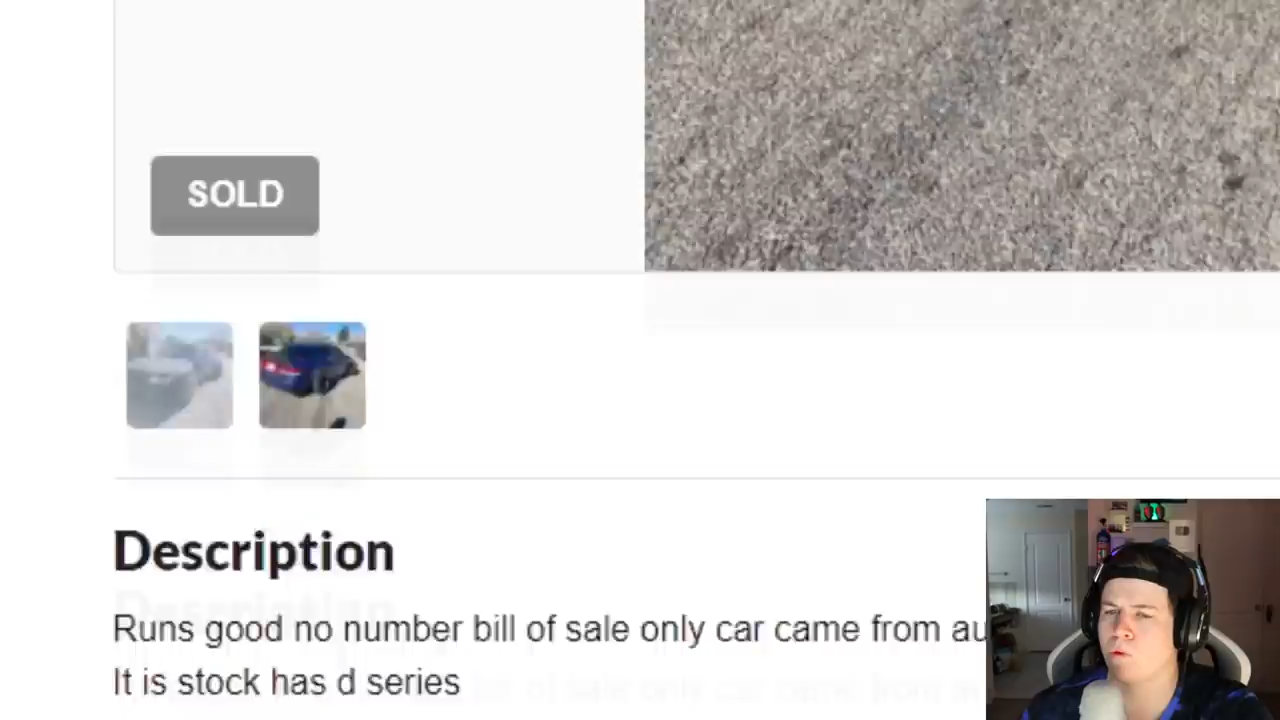 SOLD
Description
Runs good no number bill of sale only car came from au
It is stock has d series